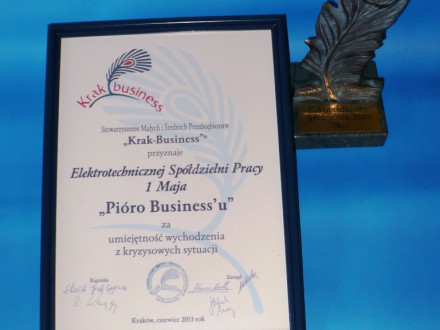 Krak business
Stowarzyszenie Małych i Średnich Przedsiębiorstw
„Krak-Business”
przyznaje
Elektrotechnicznej Spółdzielni Pracy
1 Maja
„Pióro Business'u”
za
umiejętność wychodzenia
z kryzysowych sytuacji
Kapituła
Zarząd
Kraków, czerwiec 2013 rok